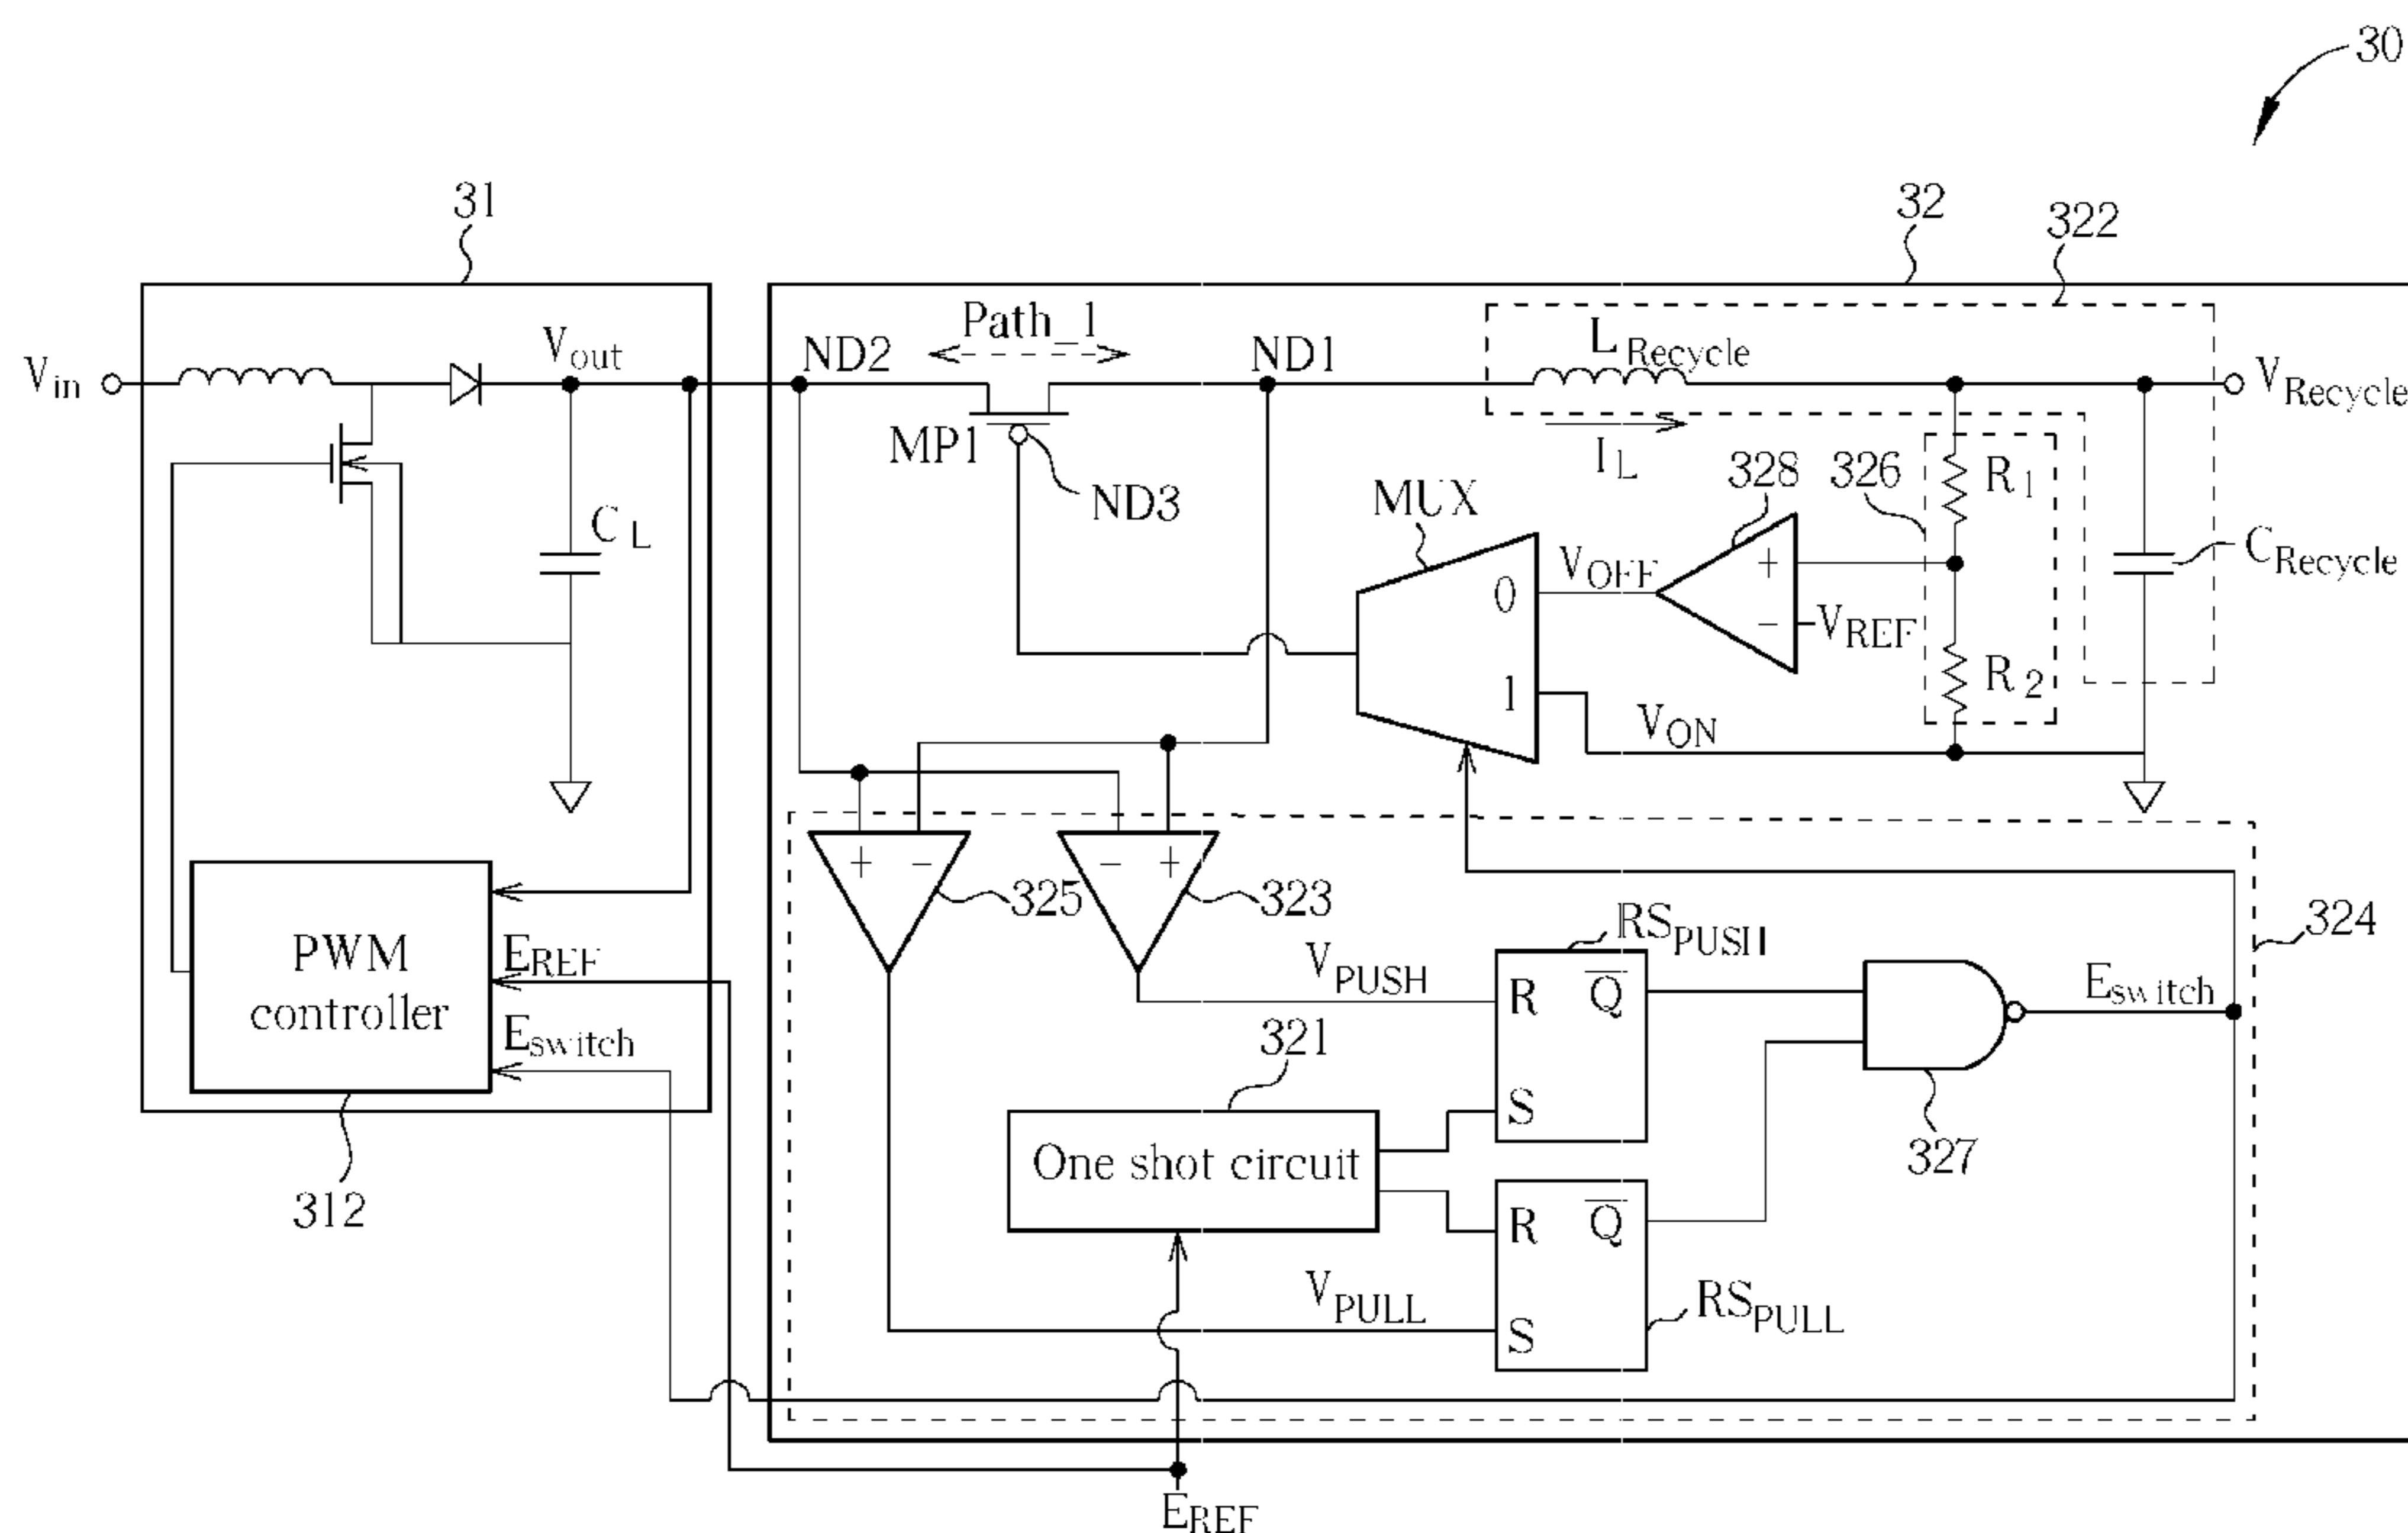 30
31
32
322
Path_1
Vin
Vout
ND2
ND1
LRecycle
VRecycle
MP1
IL
ND3
MUX
328
326
R1
CL
VOFF
0
+
−
VREF
CRecycle
1
R2
VON
+ −
− +
325
323
RSPUSH
324
PWM
controller
EREF
Eswitch
VPUSH
R
Q
S
Eswitch
321
One shot circuit
327
312
R
Q
S
VPULL
RSPULL
EREF